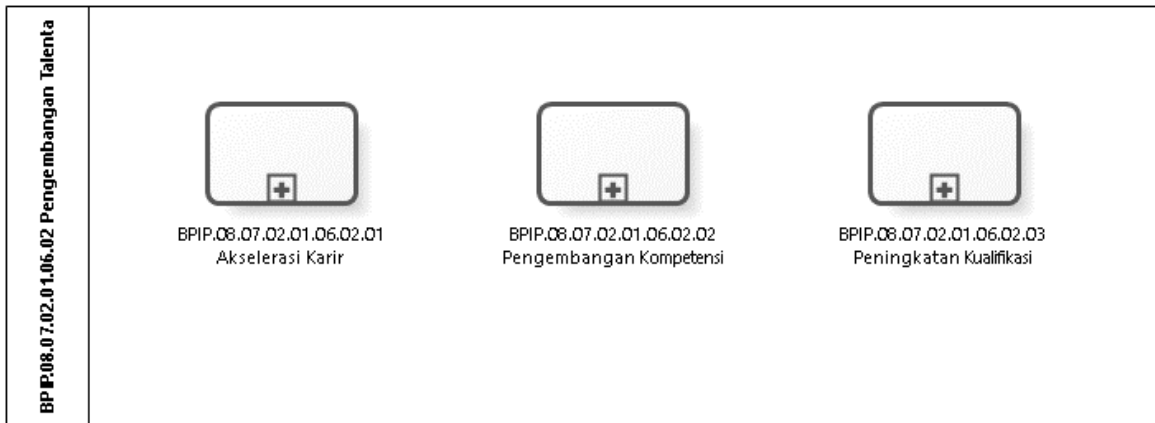 BPIP.08.07.02.01.06.02 Pengembangan Talenta
BPIP.08.07.02.01.06.02.01
Akselerasi Karir
BPIP.08.07.02.01.06.02.02
Pengembangan Kompetensi
BPIP.08.07.02.01.06.02.03
Peningkatan Kualifikasi